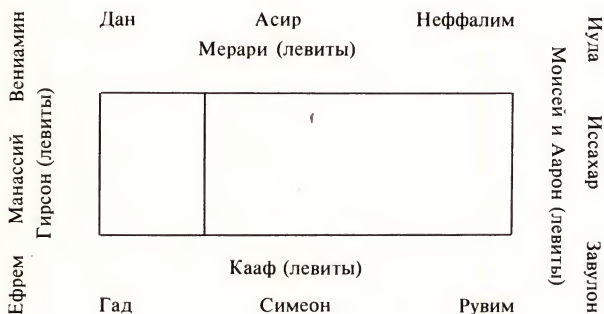 Дан Асир Неффалим
Мерари (левиты)
Ефрем Манассий Вениамин
Гирсон (левиты)
Моисей и Аарон (левиты)
Иуда Иссахар Завулон
Кааф (левиты)
Гад Симеон Рувим